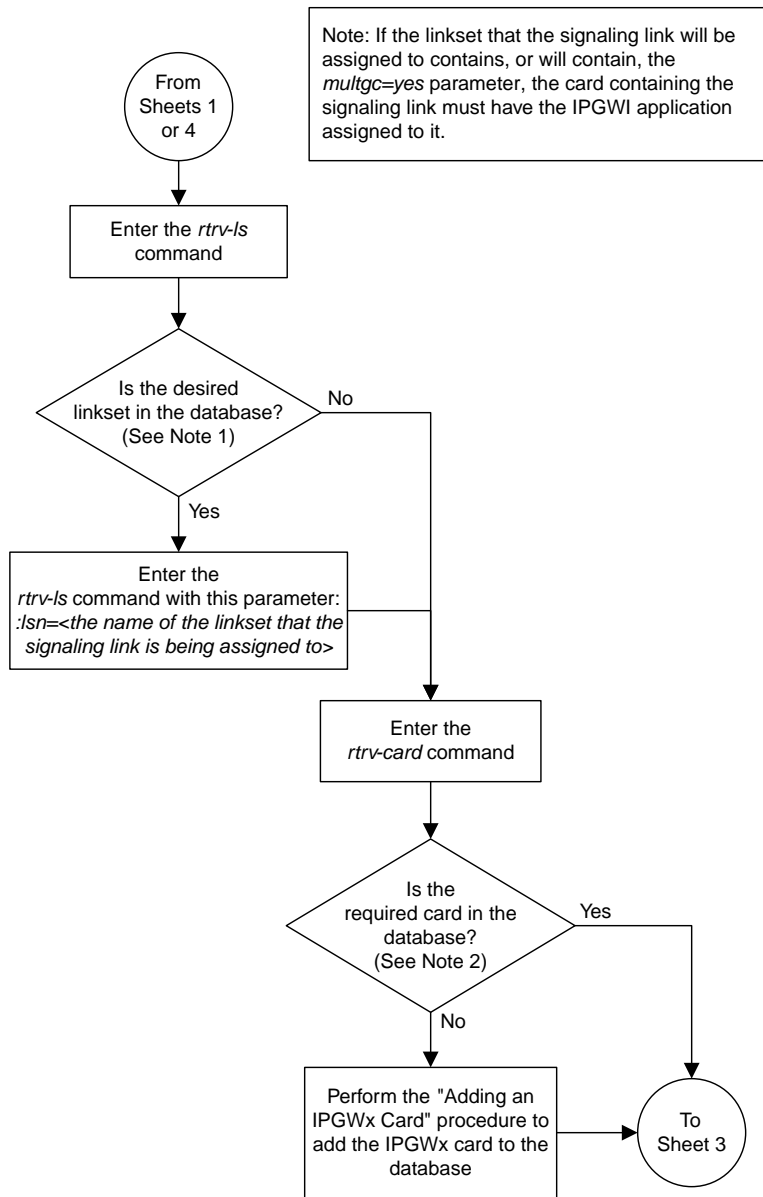 Note: If the linkset that the signaling link will be
assigned to contains, or will contain, the
multgc=yes parameter, the card containing the
signaling link must have the IPGWI application
assigned to it.
From
Sheets 1
or 4
Enter the rtrv-ls
command
Is the desired
linkset in the database?
(See Note 1)
No
Yes
Enter the
rtrv-ls command with this parameter:
:lsn=<the name of the linkset that the
signaling link is being assigned to>
Enter the
rtrv-card command
Is the
required card in the
database?
(See Note 2)
Yes
No
Perform the "Adding an
IPGWx Card" procedure to
add the IPGWx card to the
database
To
Sheet 3